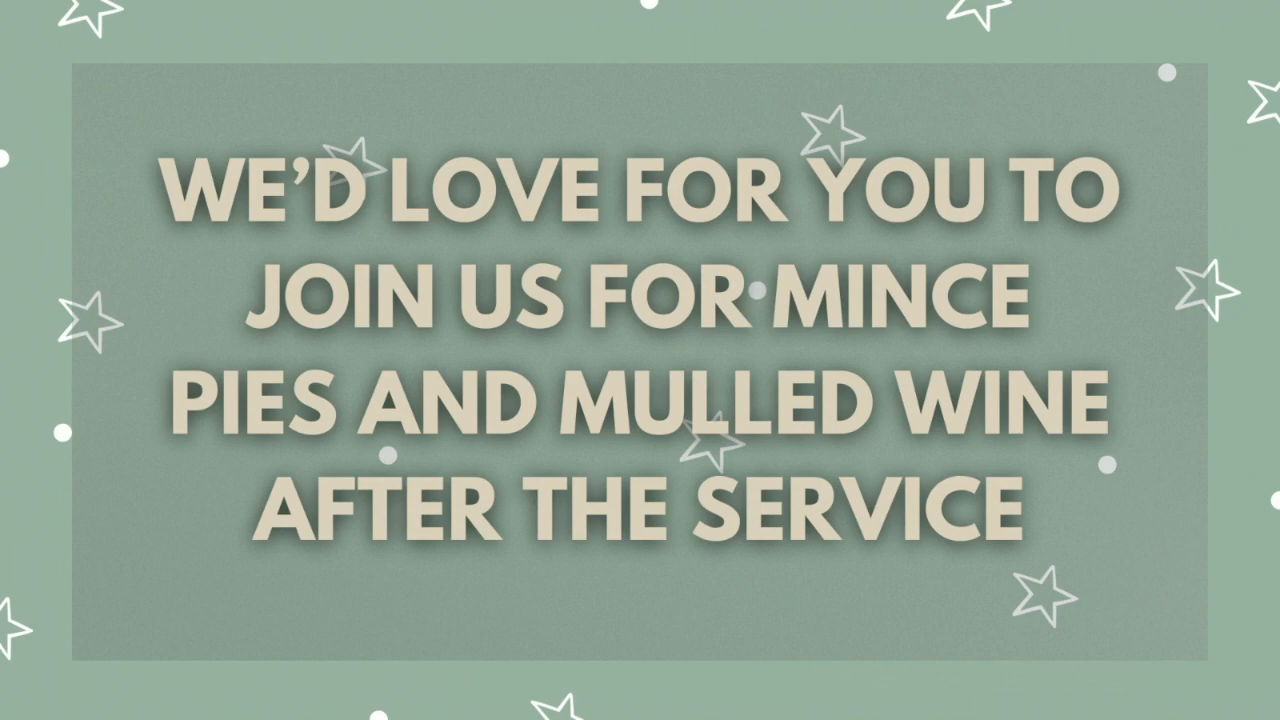 WE’D LOVE FOR YOU TO
JOIN US FOR MINCE
PIES AND MULLED WINE
AFTER THE SERVICE